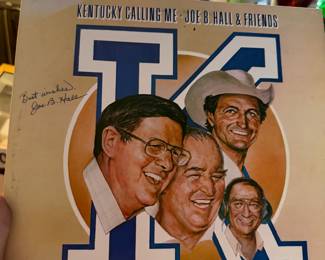 KENTUCKY CALLING ME · JOE B. HALL & FRIENDS
Best wishes,
Joe B. Hall
K